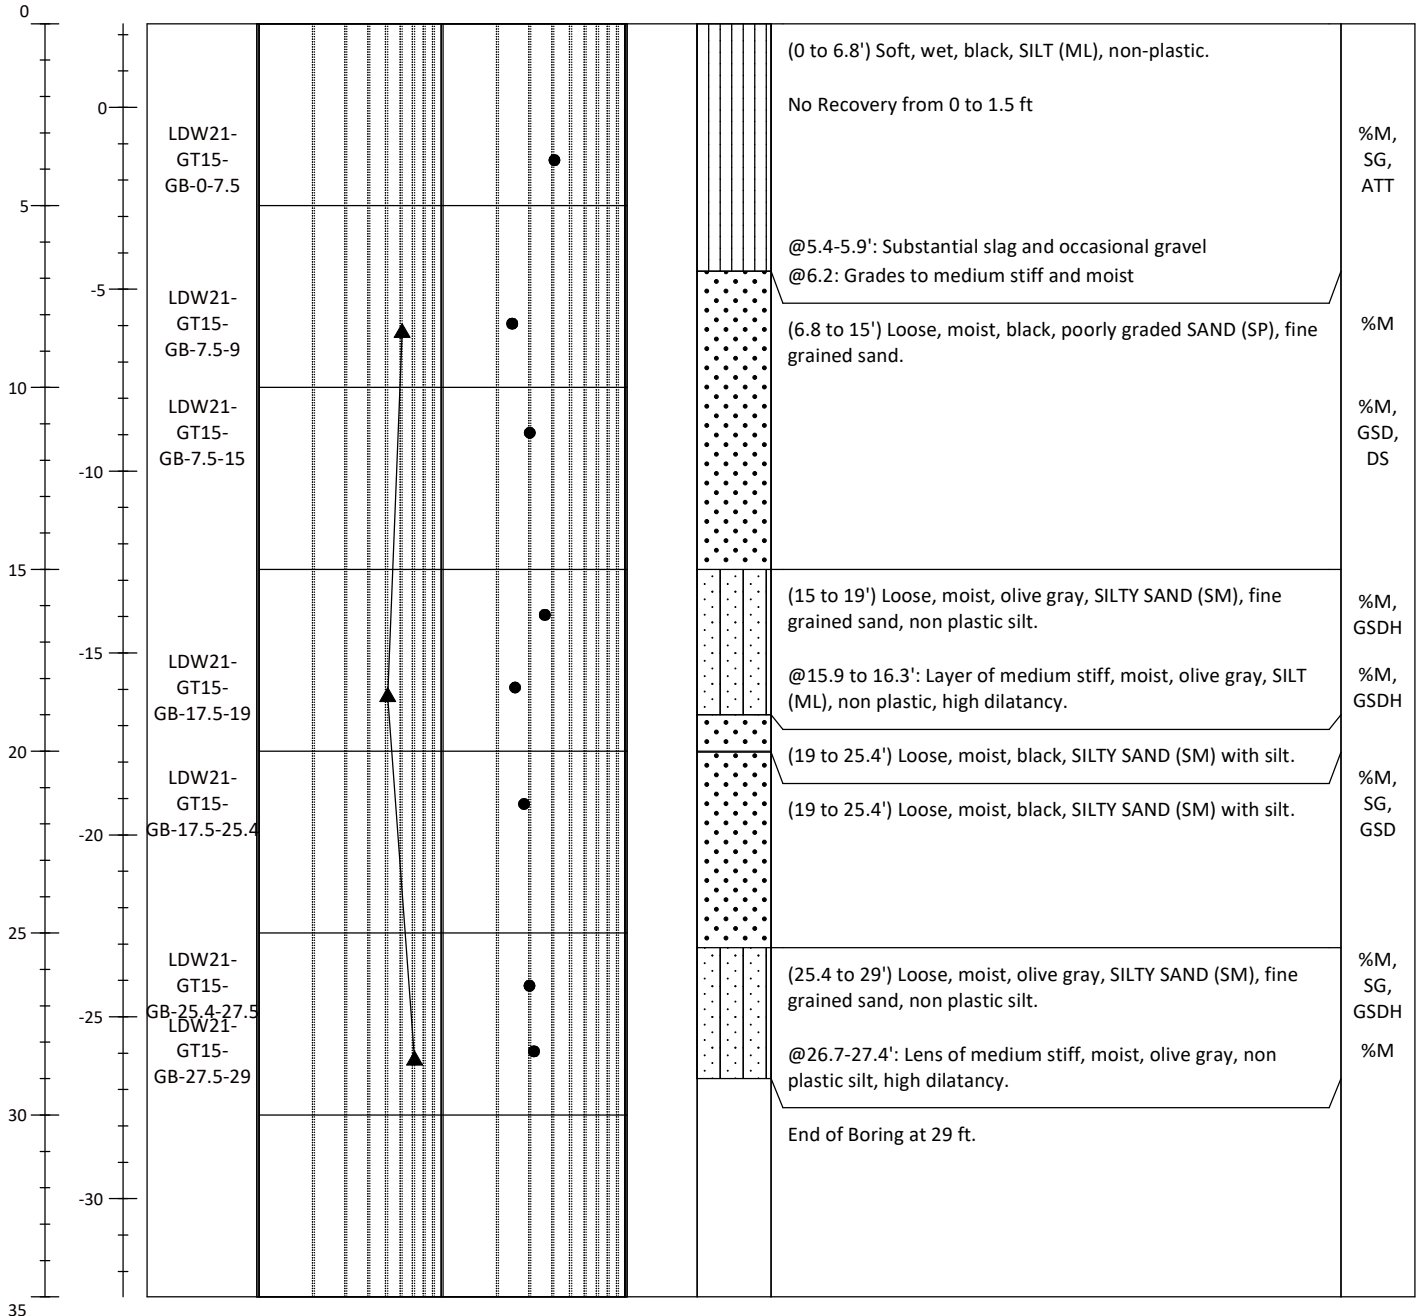 0
(0 to 6.8') Soft, wet, black, SILT (ML), non-plastic.
0
No Recovery from 0 to 1.5 ft
LDW21-
GT15-
GB-0-7.5
%M,
SG,
ATT
5
@5.4-5.9': Substantial slag and occasional gravel
@6.2: Grades to medium stiff and moist
-5
LDW21-
GT15-
GB-7.5-9
(6.8 to 15') Loose, moist, black, poorly graded SAND (SP), fine
grained sand.
%M
10
LDW21-
GT15-
GB-7.5-15
%M,
GSD,
DS
-10
15
(15 to 19') Loose, moist, olive gray, SILTY SAND (SM), fine
grained sand, non plastic silt.
%M,
GSDH
-15
LDW21-
GT15-
GB-17.5-19
@15.9 to 16.3': Layer of medium stiff, moist, olive gray, SILT
(ML), non plastic, high dilatancy.
%M,
GSDH
20
(19 to 25.4') Loose, moist, black, SILTY SAND (SM) with silt.
LDW21-
GT15-
GB-17.5-25.4
(19 to 25.4') Loose, moist, black, SILTY SAND (SM) with silt.
%M,
SG,
GSD
-20
25
LDW21-
GT15-
GB-25.4-27.5
(25.4 to 29') Loose, moist, olive gray, SILTY SAND (SM), fine
grained sand, non plastic silt.
%M,
SG,
GSDH
-25
LDW21-
GT15-
GB-27.5-29
@26.7-27.4': Lens of medium stiff, moist, olive gray, non
plastic silt, high dilatancy.
%M
30
End of Boring at 29 ft.
-30
35